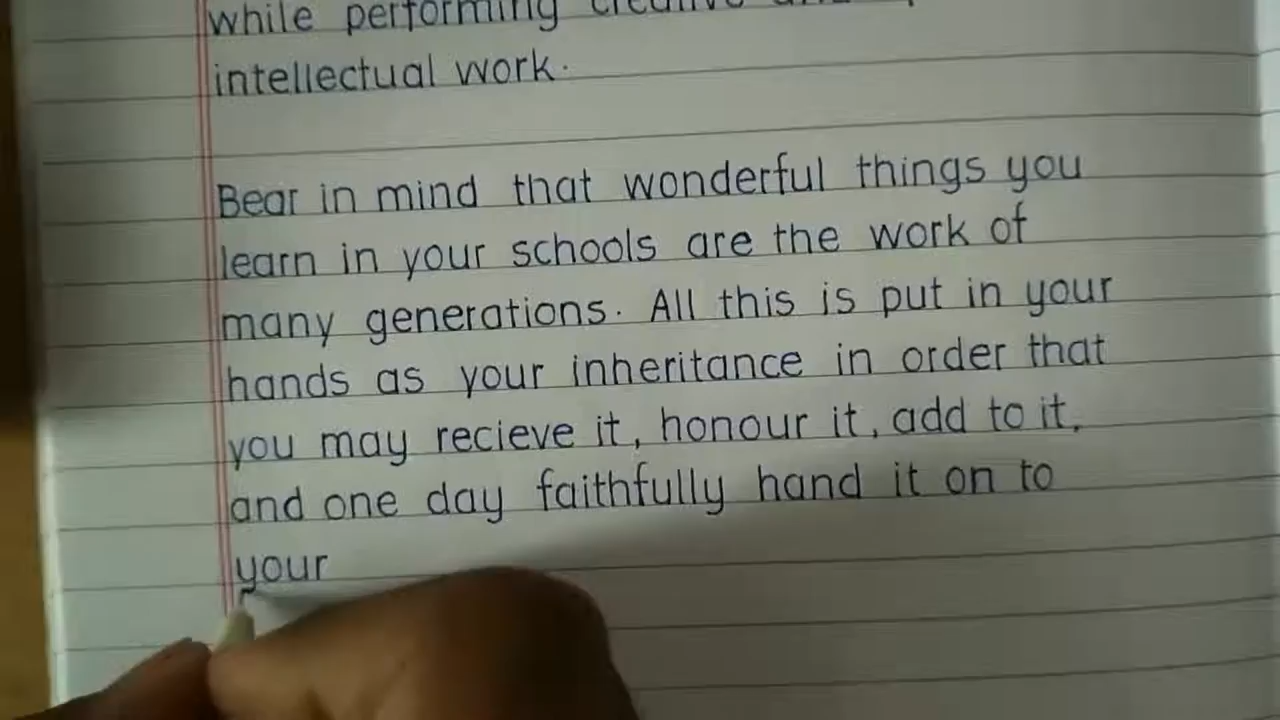 while performing creative and
intellectual work.
Bear in mind that wonderful things you
learn in your schools are the work of
many generations. All this is put in your
hands as your inheritance in order that
you may recieve it, honour it, add to it,
and one day faithfully hand it on to
your